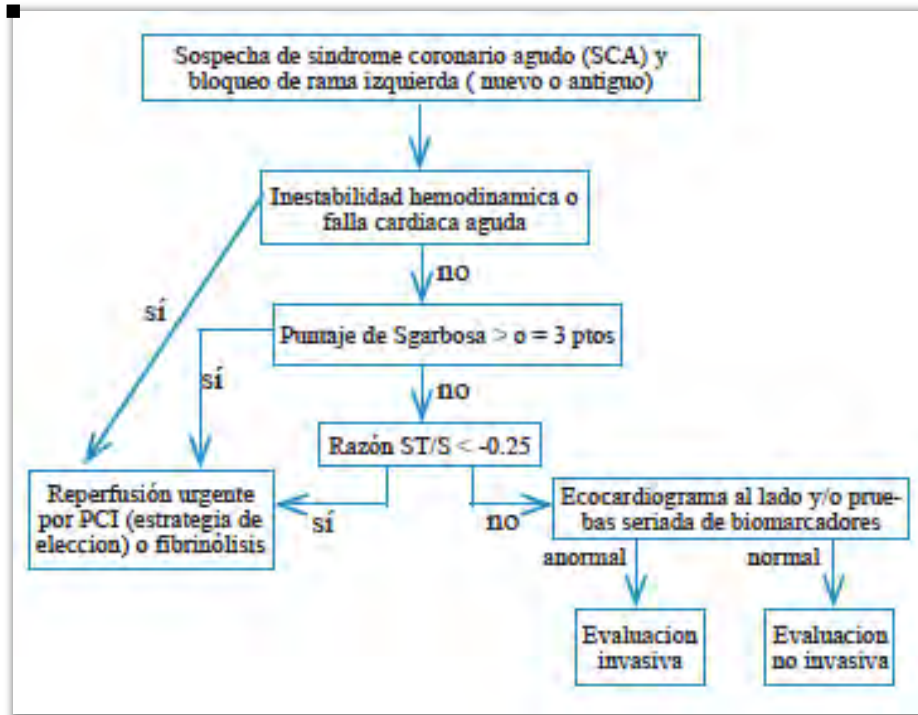 Sospecha de sindrome coronario agudo (SCA) y
bloqueo de rama izquierda ( nuevo o antiguo)
Inestabilidad hemodinamica o
falla cardiaca aguda
no
sí
Puntaje de Sgarbosa > o = 3 ptos
sí
no
Razón ST/S < -0.25
Reperfusión urgente
por PCI (estrategia de
eleccion) o fibrinólisis
sí
no
Ecocardiograma al lado y/o prue-
bas seriada de biomarcadores
anormal
normal
Evaluacion
invasiva
Evaluacion
no invasiva